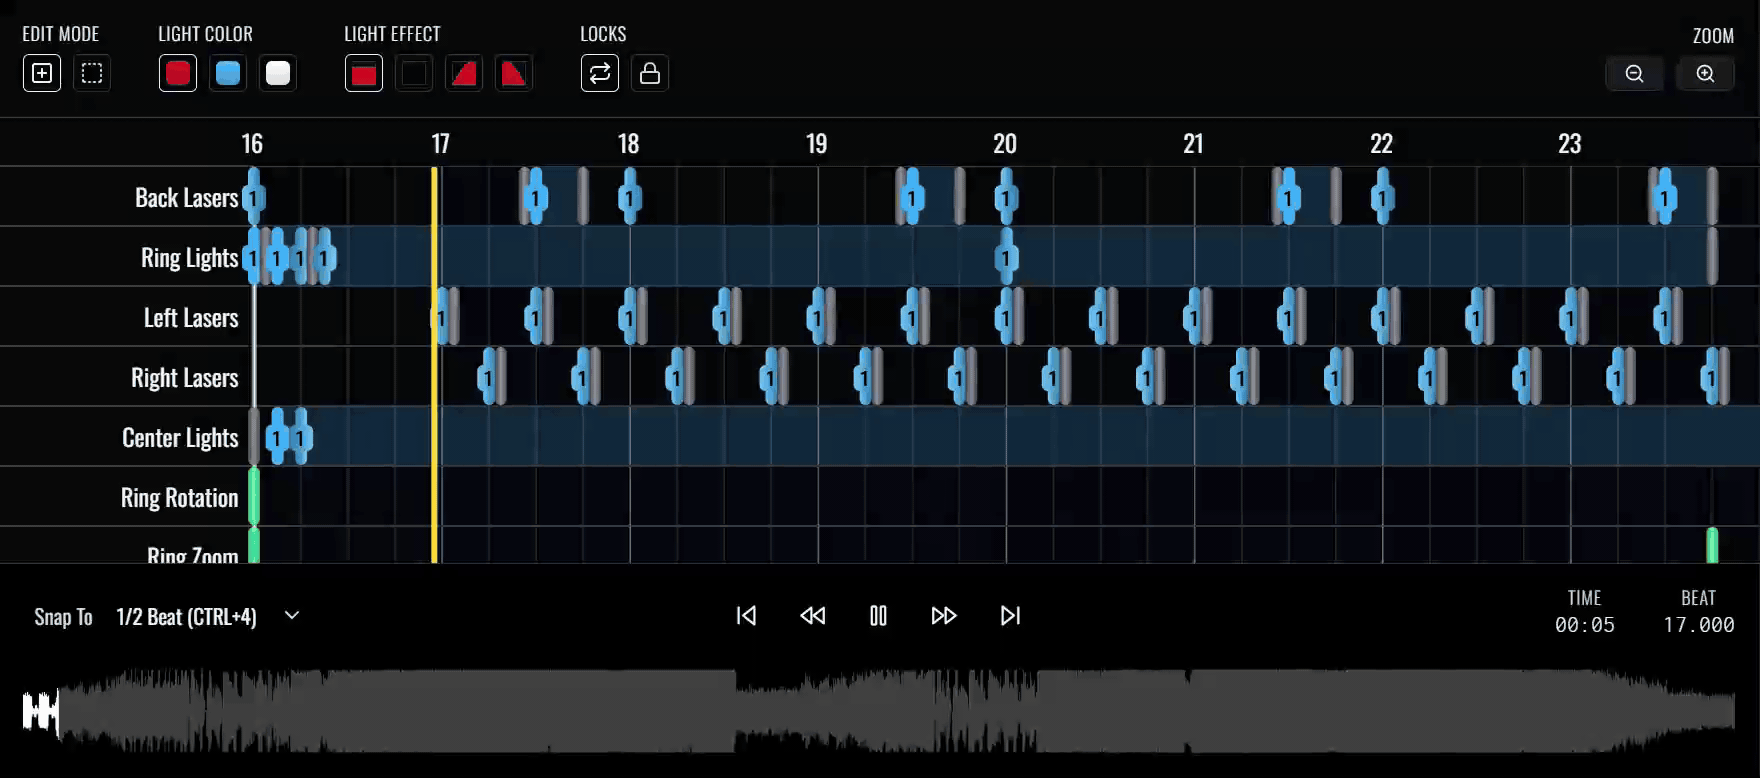 EDIT MODE LIGHT COLOR LIGHT EFFECT LOCKS ZOOM
16 17 18 19 20 21 22 23
Back Lasers 1 1 1 1 1 1 1 1
Ring Lights 1 1 1 1 1
Left Lasers 1 1 1 1 1 1 1 1 1 1 1 1 1 1
Right Lasers 1 1 1 1 1 1 1 1 1 1 1 1 1 1
Center Lights 1 1
Ring Rotation
Ring Zoom
Snap To 1/2 Beat (CTRL+4)
TIME BEAT
00:05 17.000